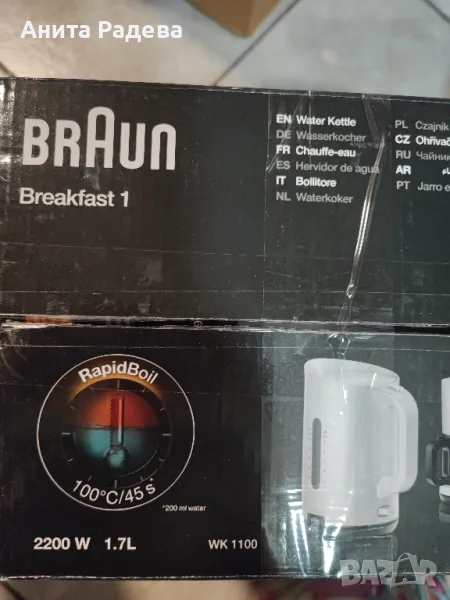 Анита Радева
BRAUN
Breakfast 1
EN Water Kettle
DE Wasserkocher
FR Chauffe-eau
ES Hervidor de agua
IT Bollitore
NL Waterkoker
PL Czajnik
CZ
RU Чайник
AR
PT Jarro e
RapidBoil
100°C/45 s*
*200 ml water
2200 W 1.7L
WK 1100
BAZAR